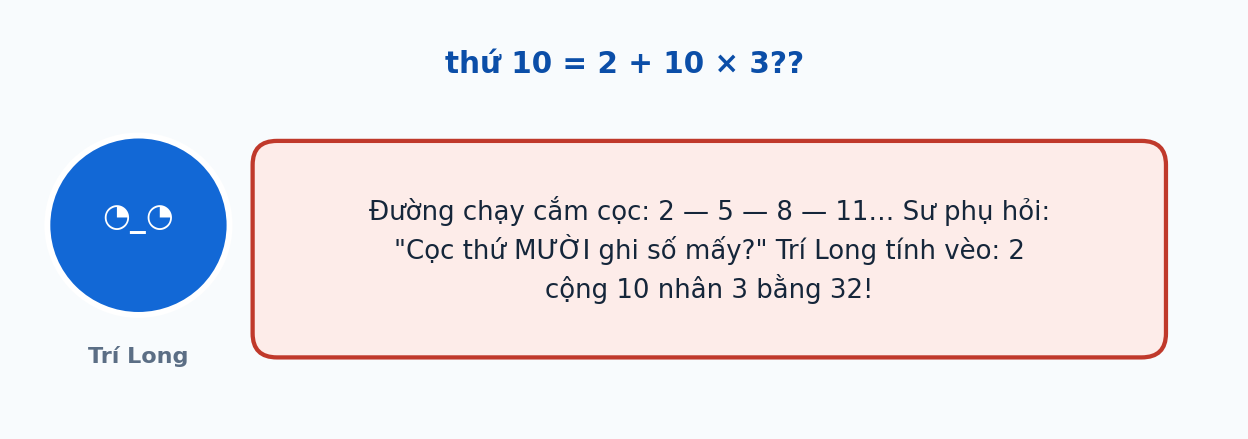 thứ 10 = 2 + 10 × 3??
◔_◔
Đường chạy cắm cọc: 2 — 5 — 8 — 11... Sư phụ hỏi:
"Cọc thứ MƯỜI ghi số mấy?" Trí Long tính vèo: 2
cộng 10 nhân 3 bằng 32!
Trí Long